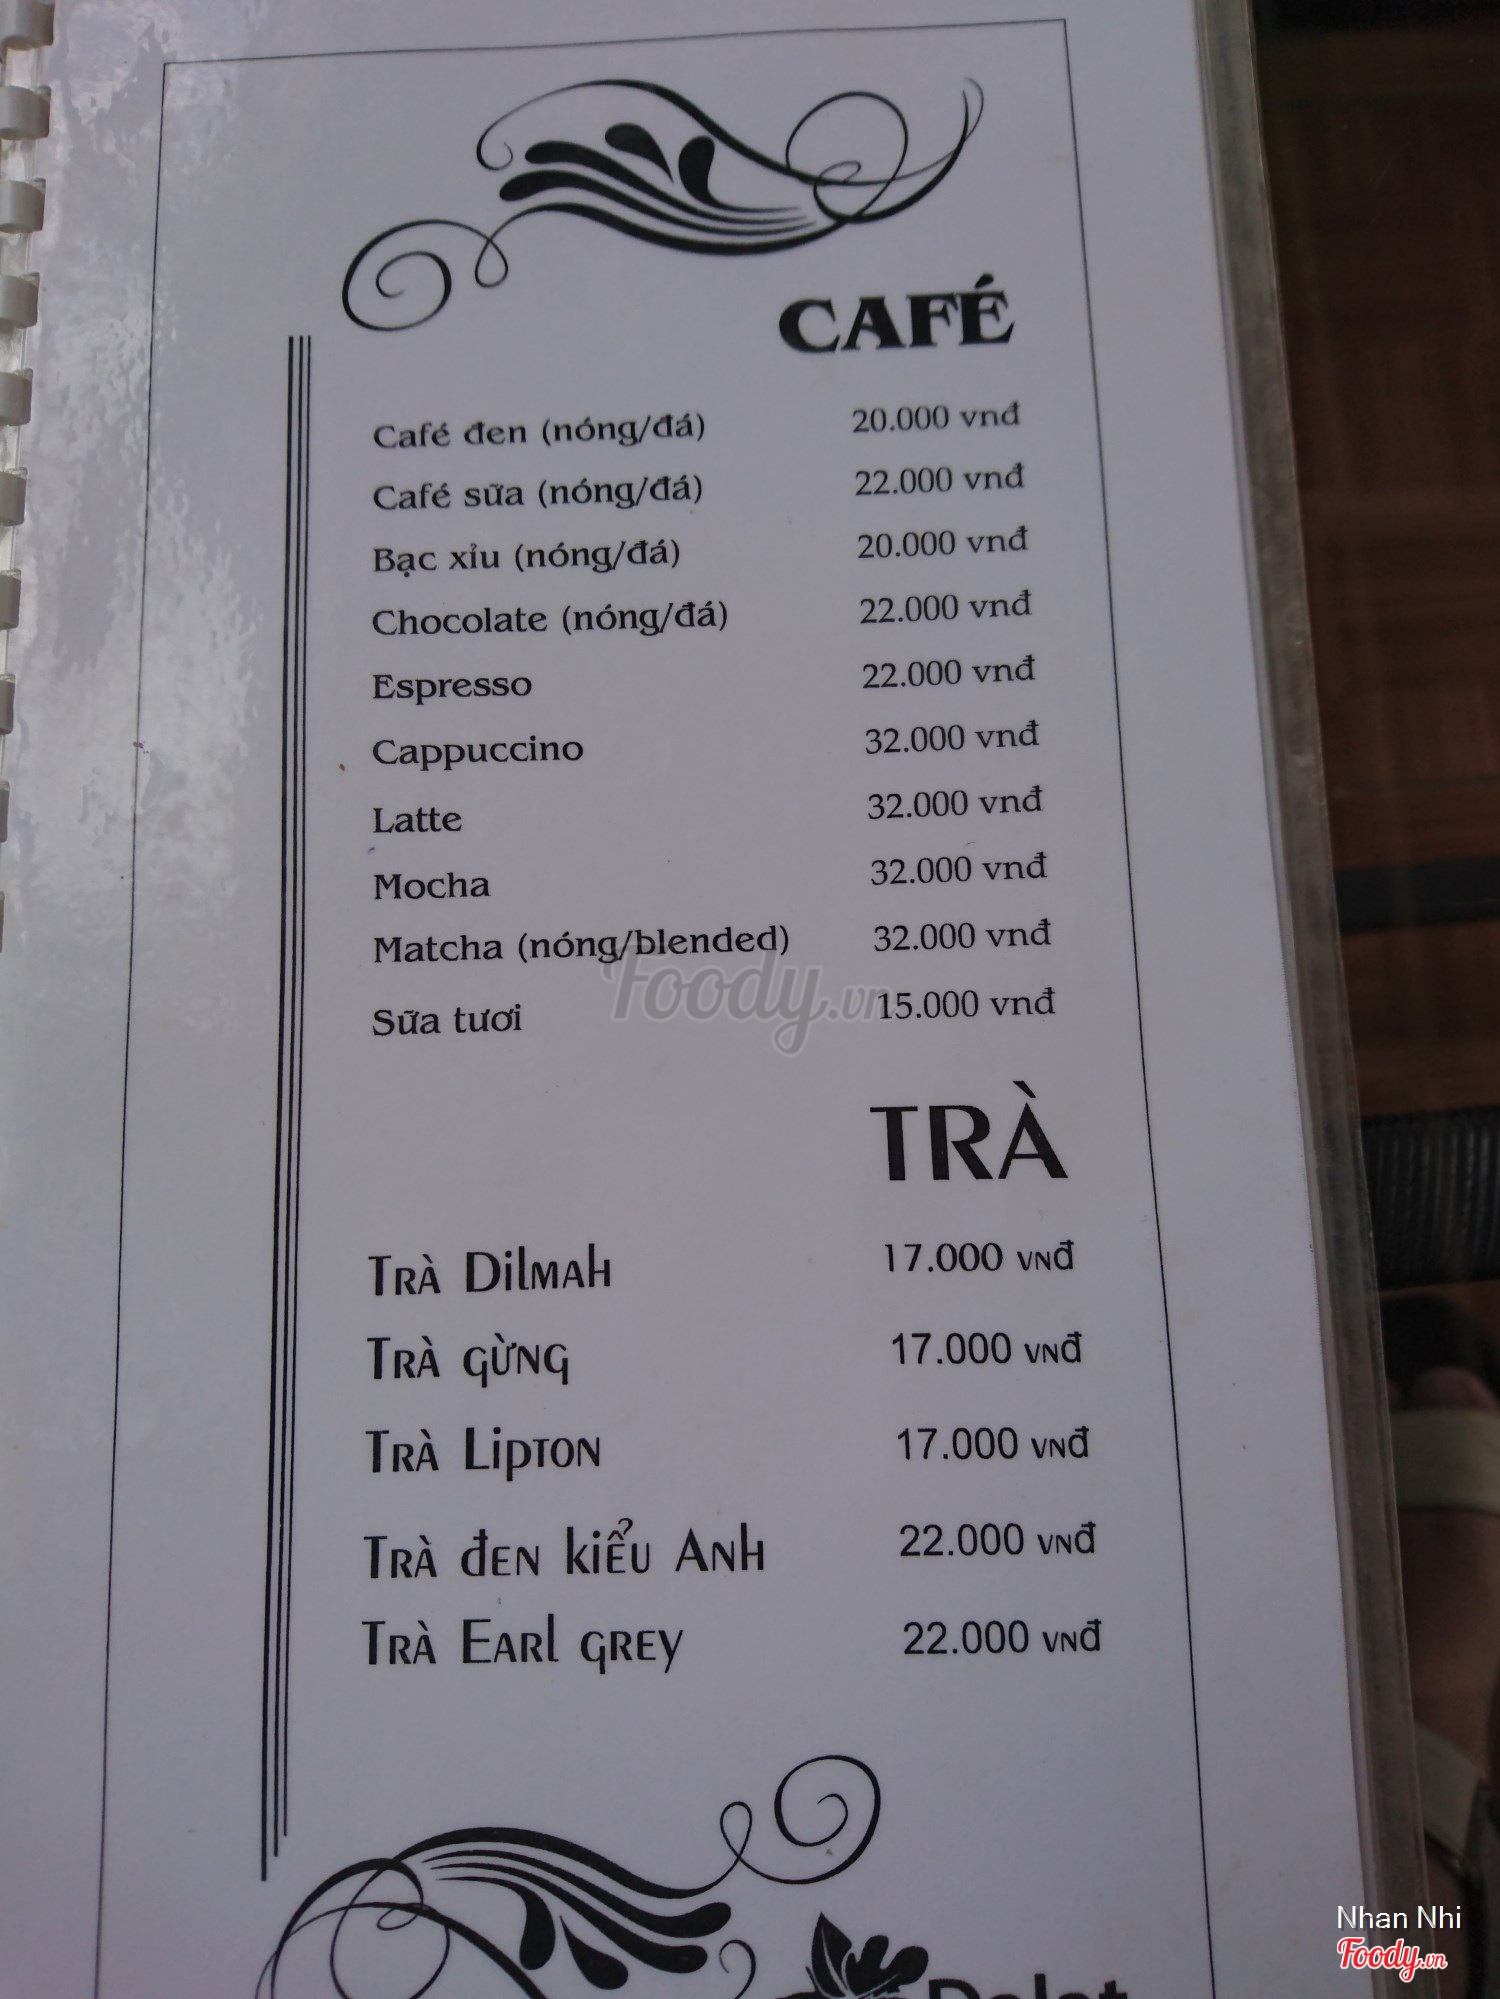 CAFÉ
Café đen (nóng/đá) 20.000 vnđ
Café sữa (nóng/đá) 22.000 vnđ
Bạc xỉu (nóng/đá) 20.000 vnđ
Chocolate (nóng/đá) 22.000 vnđ
Espresso 22.000 vnđ
Cappuccino 32.000 vnđ
Latte 32.000 vnđ
Mocha 32.000 vnđ
Matcha (nóng/blended) 32.000 vnđ
Foody.vn
Sữa tươi 15.000 vnđ
TRÀ
Trà Dilmah 17.000 vnđ
Trà gừng 17.000 vnđ
Trà Lipton 17.000 vnđ
Trà đen kiểu Anh 22.000 vnđ
Trà Earl grey 22.000 vnđ
Nhan Nhi
Foody.vn
Dalat